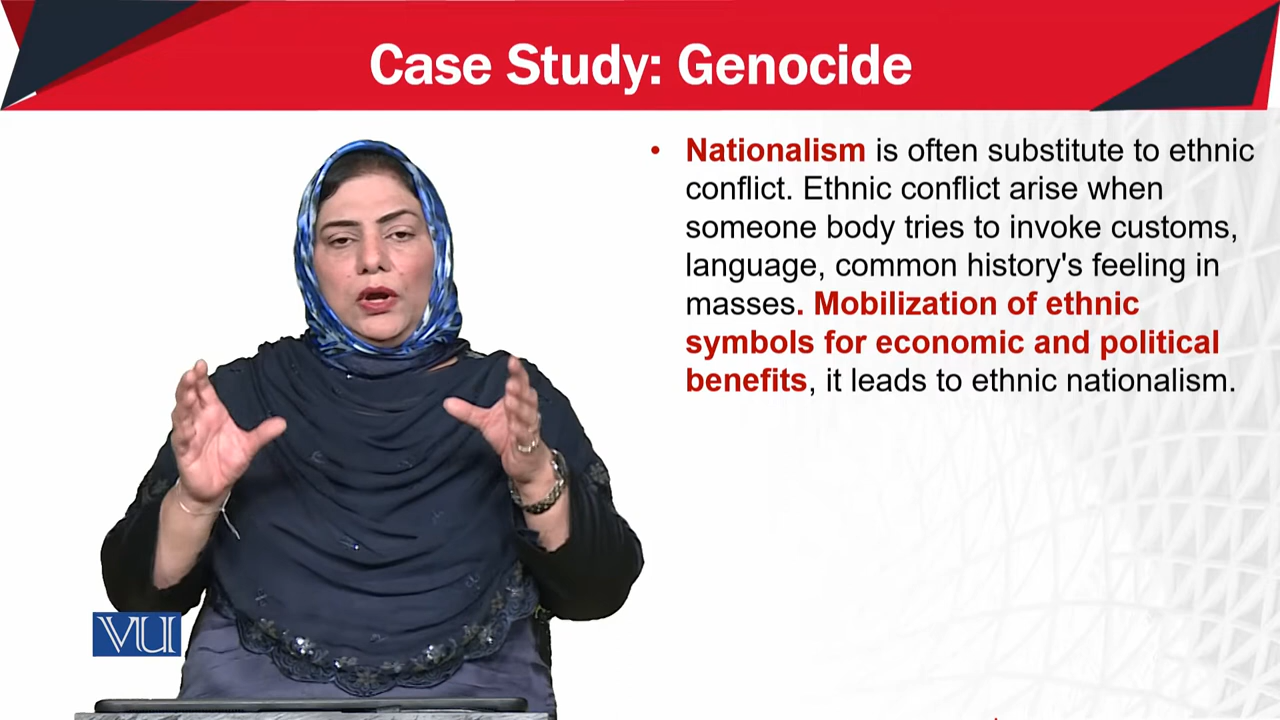 Case Study: Genocide
• Nationalism is often substitute to ethnic
conflict. Ethnic conflict arise when
someone body tries to invoke customs,
language, common history's feeling in
masses. Mobilization of ethnic
symbols for economic and political
benefits, it leads to ethnic nationalism.
VU